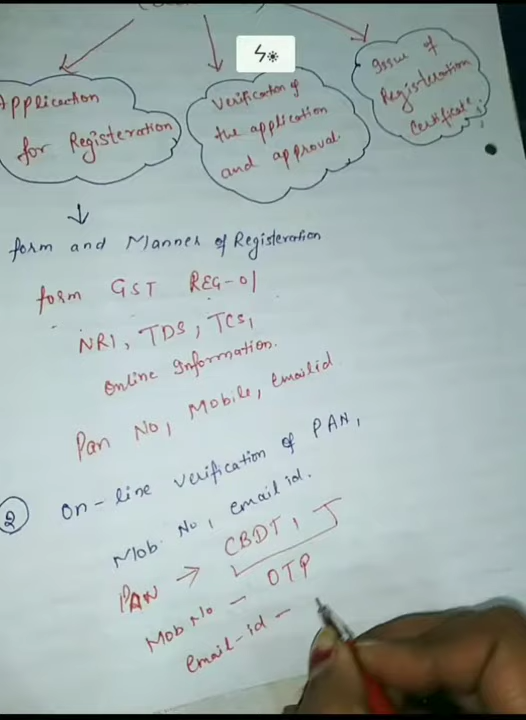 Application
for Registeration
Verification of
the application
and approval.
Issue of
Registeration
Certificate;
form and Manner of Registeration
form GST REG-01
NRI, TDS, TCS,
Online Information.
Pan No, Mobile, emailid
② On-line verification of PAN,
Mob. No, email id.
PAN → CBDT,
Mob No - OTP
email-id -